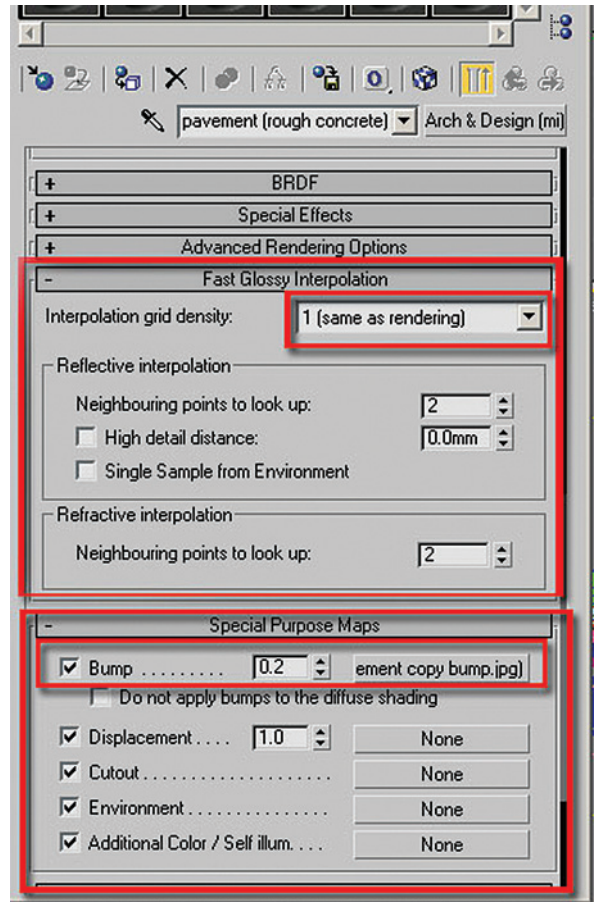 pavement (rough concrete) Arch & Design (mi)
+ BRDF
+ Special Effects
+ Advanced Rendering Options
- Fast Glossy Interpolation
Interpolation grid density: 1 (same as rendering)
Reflective interpolation
Neighbouring points to look up: 2
High detail distance: 0.0mm
Single Sample from Environment
Refractive interpolation
Neighbouring points to look up: 2
- Special Purpose Maps
Bump . . . . . . . . . 0.2 ement copy bump.jpg)
Do not apply bumps to the diffuse shading
Displacement . . . . 1.0 None
Cutout . . . . . . . . . . . . . . . . . . . . None
Environment . . . . . . . . . . . . . . . None
Additional Color / Self illum. . . . None